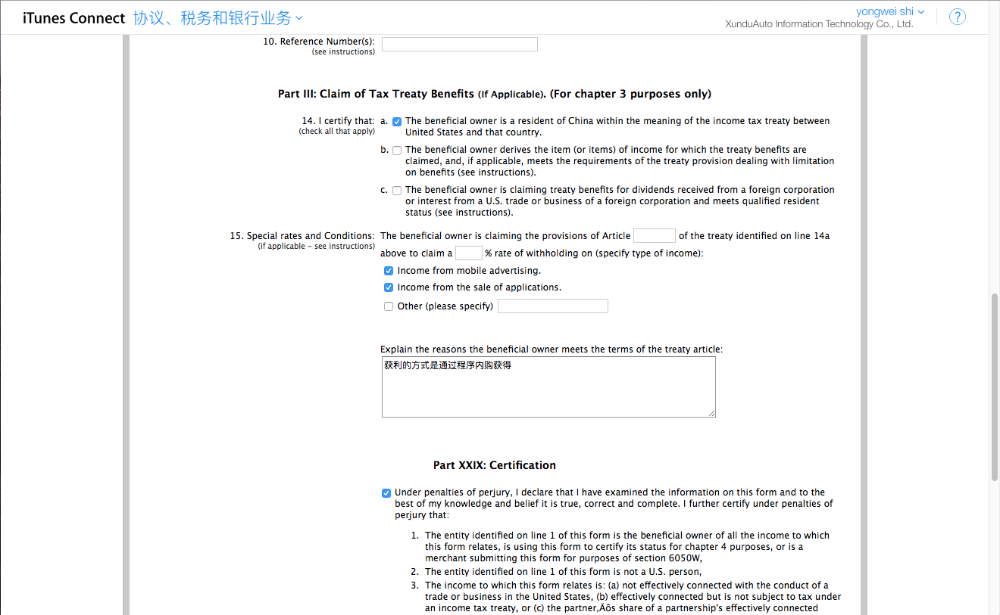 iTunes Connect 协议、税务和银行业务
yongwei shi
XunduAuto Information Technology Co., Ltd.
?
10. Reference Number(s):
(see instructions)
Part III: Claim of Tax Treaty Benefits (If Applicable). (For chapter 3 purposes only)
14. I certify that:
(check all that apply)
a. The beneficial owner is a resident of China within the meaning of the income tax treaty between
United States and that country.
b. The beneficial owner derives the item (or items) of income for which the treaty benefits are
claimed, and, if applicable, meets the requirements of the treaty provision dealing with limitation
on benefits (see instructions).
c. The beneficial owner is claiming treaty benefits for dividends received from a foreign corporation
or interest from a U.S. trade or business of a foreign corporation and meets qualified resident
status (see instructions).
15. Special rates and Conditions:
(if applicable – see instructions)
The beneficial owner is claiming the provisions of Article of the treaty identified on line 14a
above to claim a % rate of withholding on (specify type of income):
Income from mobile advertising.
Income from the sale of applications.
Other (please specify)
Explain the reasons the beneficial owner meets the terms of the treaty article:
获利的方式是通过程序内购获得
Part XXIX: Certification
Under penalties of perjury, I declare that I have examined the information on this form and to the
best of my knowledge and belief it is true, correct and complete. I further certify under penalties of
perjury that:
1. The entity identified on line 1 of this form is the beneficial owner of all the income to which
this form relates, is using this form to certify its status for chapter 4 purposes, or is a
merchant submitting this form for purposes of section 6050W,
2. The entity identified on line 1 of this form is not a U.S. person,
3. The income to which this form relates is: (a) not effectively connected with the conduct of a
trade or business in the United States, (b) effectively connected but is not subject to tax under
an income tax treaty, or (c) the partner‚Äôs share of a partnership's effectively connected